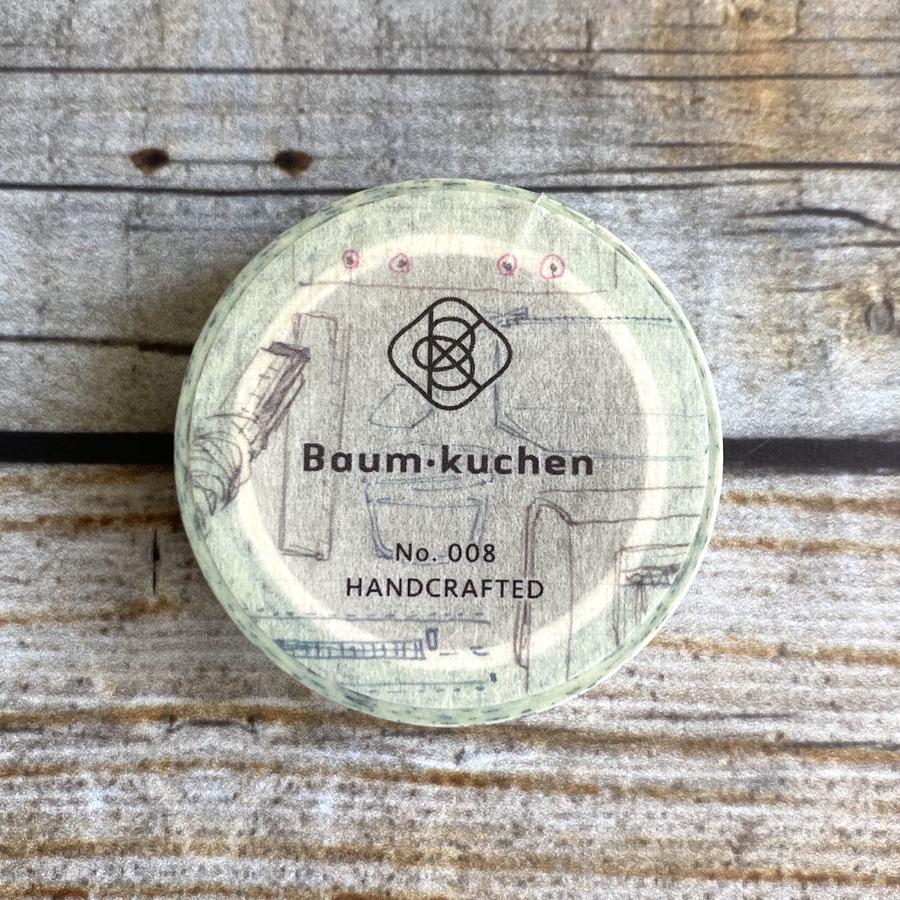 Baum·kuchen
No. 008
HANDCRAFTED